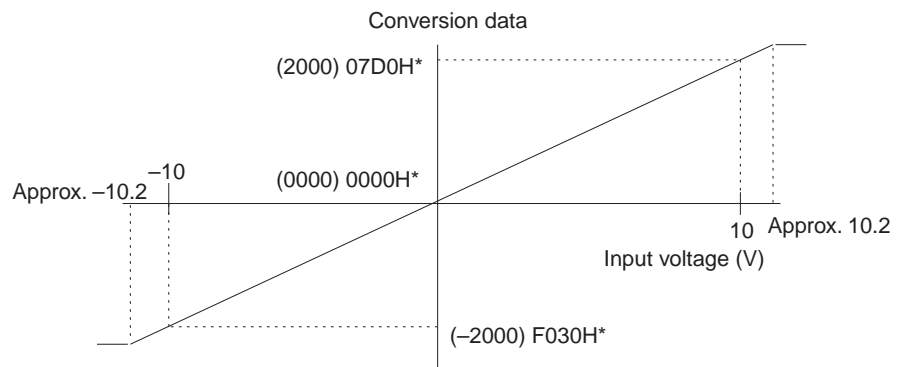 Conversion data
(2000) 07D0H*
–10
(0000) 0000H*
Approx. –10.2
10
Approx. 10.2
Input voltage (V)
(–2000) F030H*